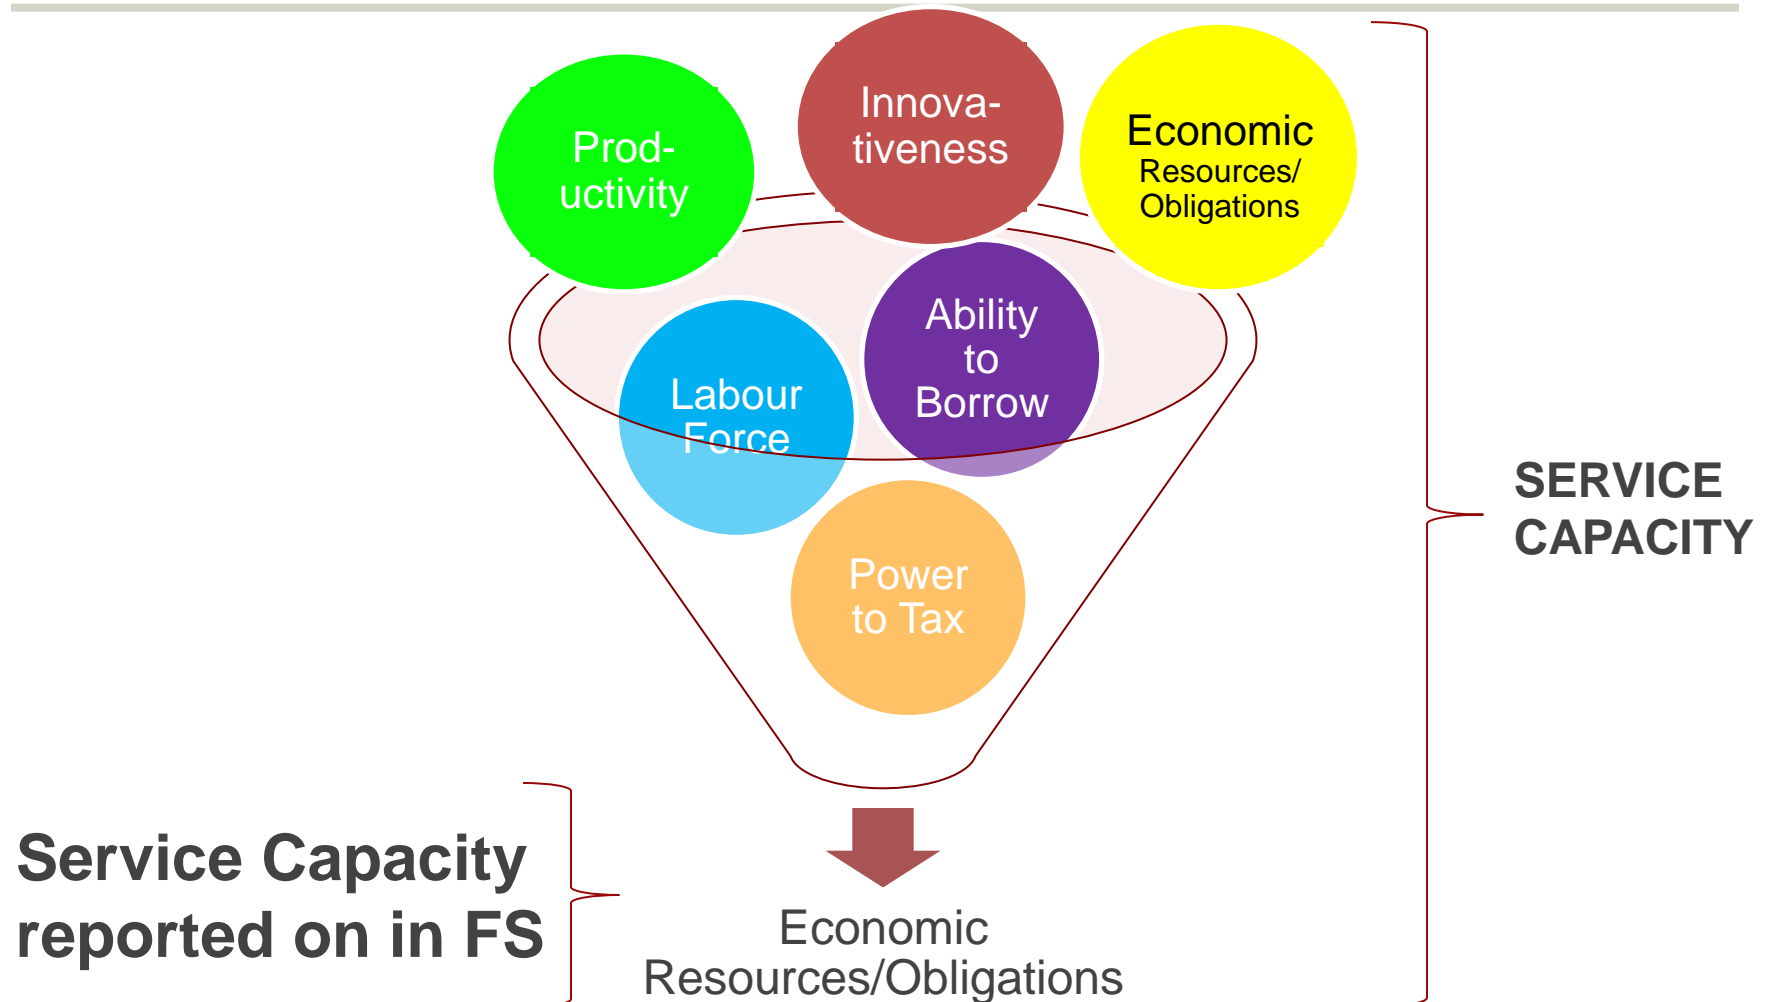 Prod-
uctivity
Innova-
tiveness
Economic
Resources/
Obligations
Labour
Force
Ability
to
Borrow
Power
to Tax
SERVICE
CAPACITY
Service Capacity
reported on in FS
Economic
Resources/Obligations